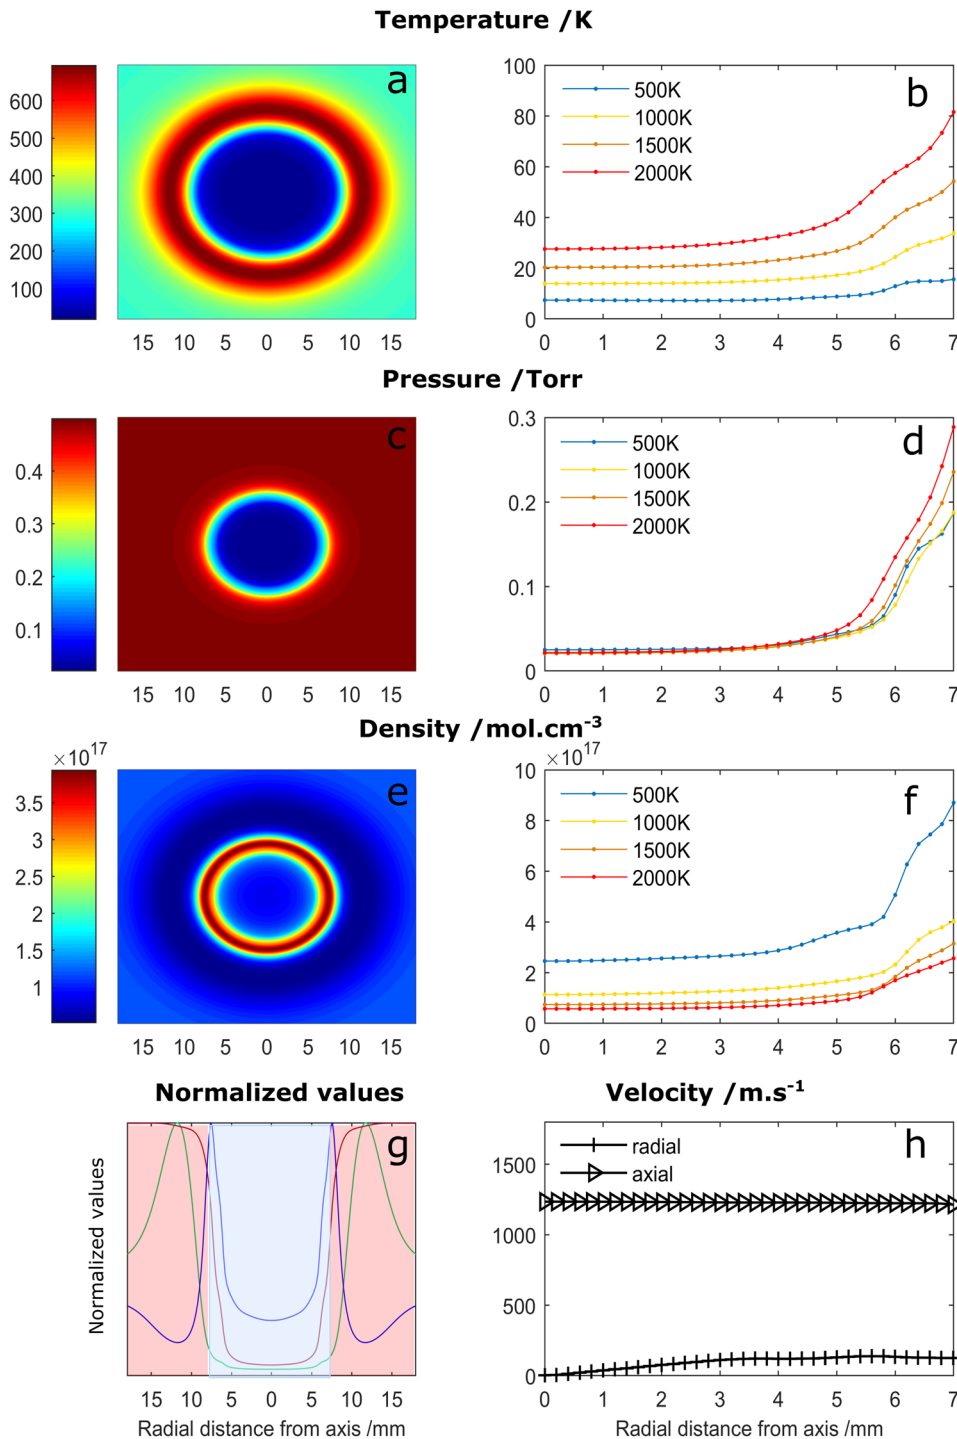 Temperature /K
a
600
500
400
300
200
100
15 10 5 0 5 10 15
b
500K
1000K
1500K
2000K
100
80
60
40
20
0
0 1 2 3 4 5 6 7
Pressure /Torr
c
0.4
0.3
0.2
0.1
15 10 5 0 5 10 15
d
500K
1000K
1500K
2000K
0.3
0.2
0.1
0
0 1 2 3 4 5 6 7
Density /mol.cm⁻³
×10¹⁷
e
3.5
3
2.5
2
1.5
1
15 10 5 0 5 10 15
×10¹⁷
f
500K
1000K
1500K
2000K
10
8
6
4
2
0
0 1 2 3 4 5 6 7
Normalized values
g
Normalized values
15 10 5 0 5 10 15
Radial distance from axis /mm
Velocity /m.s⁻¹
h
radial
axial
1500
1000
500
0
0 1 2 3 4 5 6 7
Radial distance from axis /mm